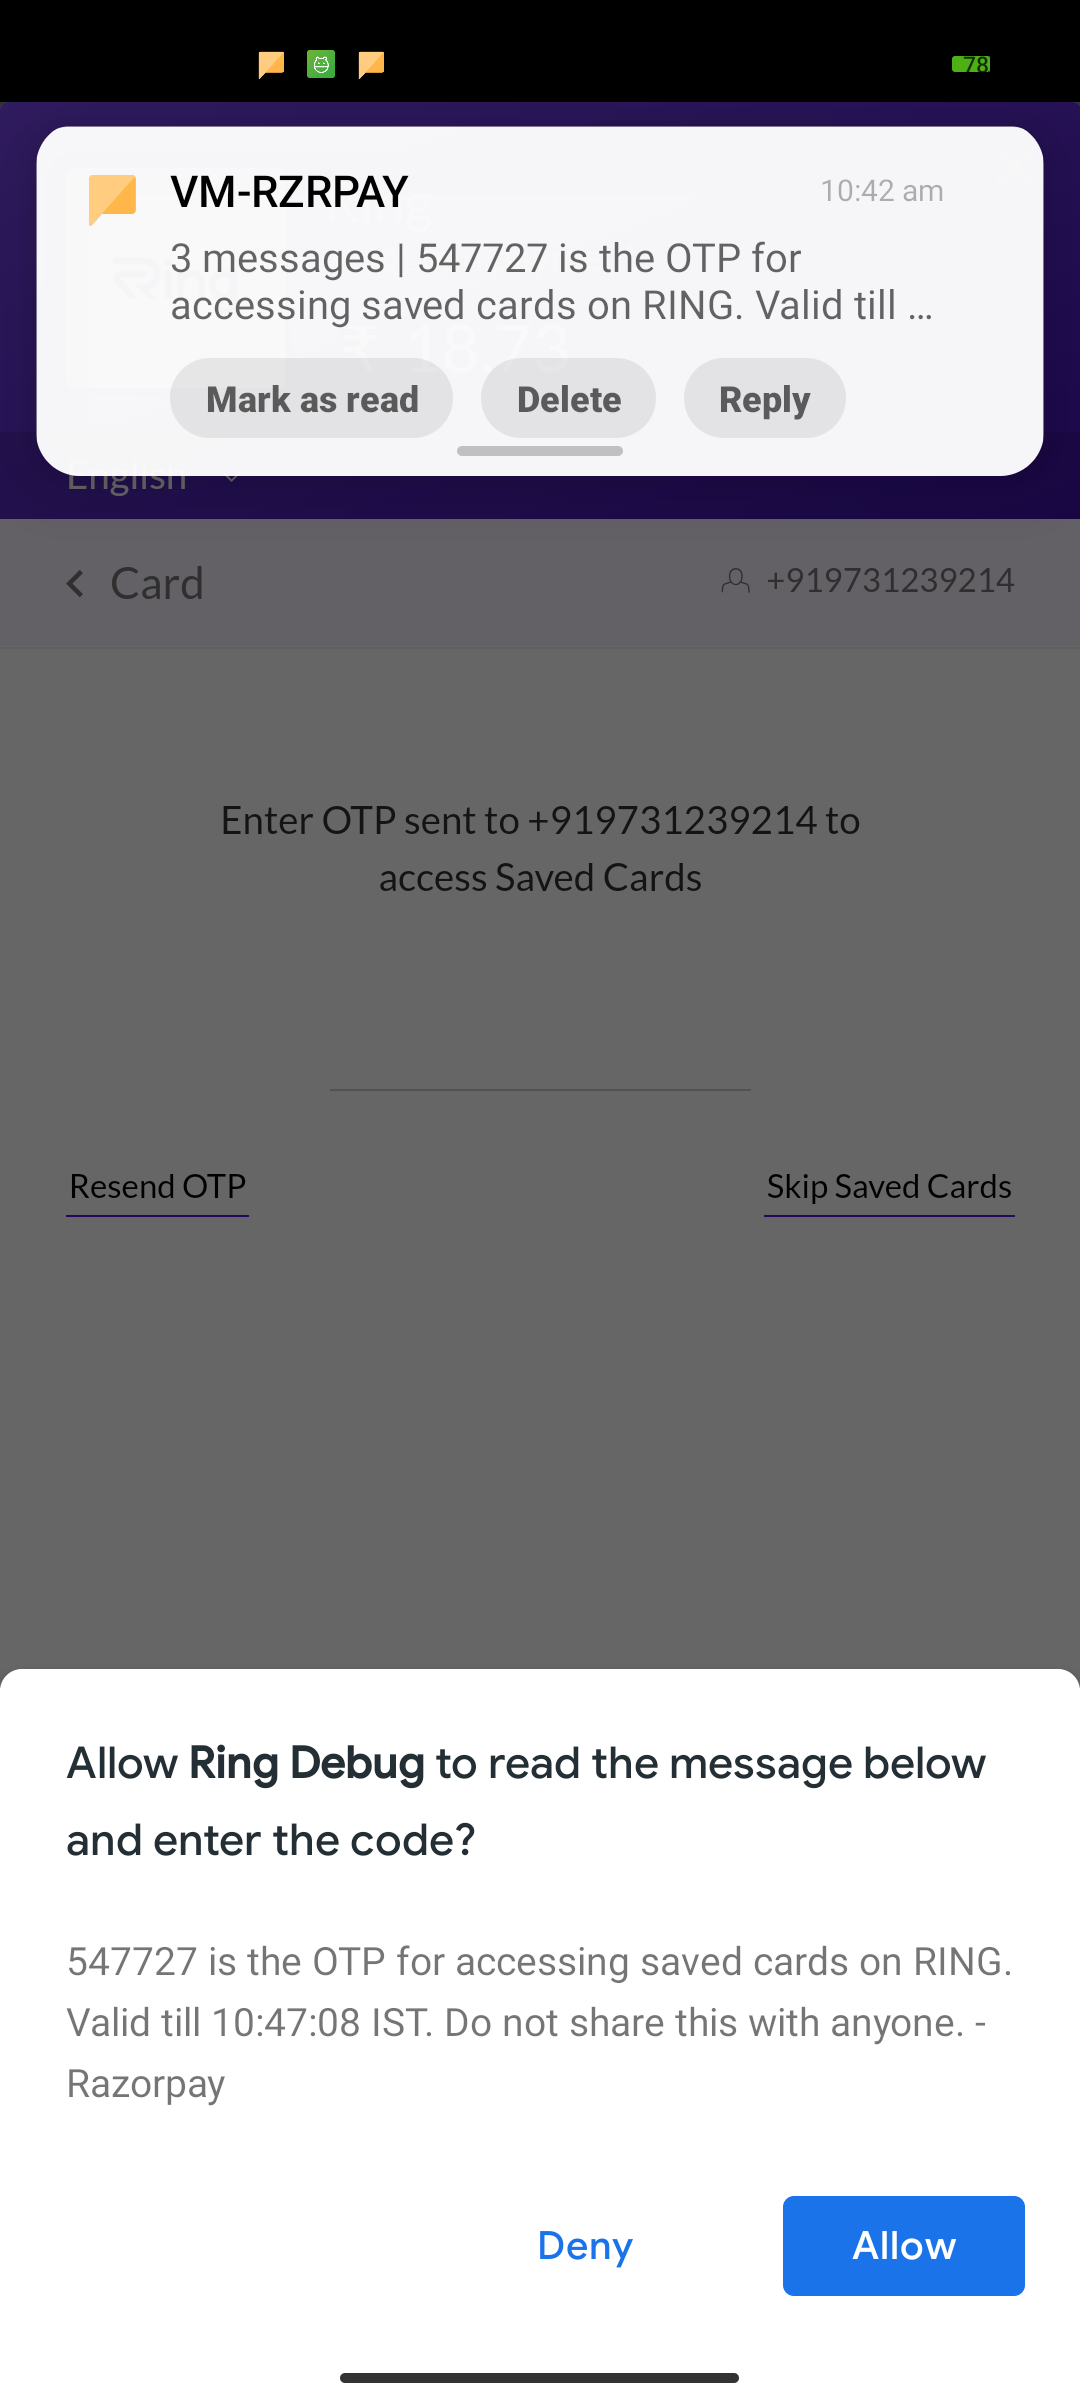 78
VM-RZRPAY
10:42 am
3 messages | 547727 is the OTP for
accessing saved cards on RING. Valid till ...
Ring
₹ 18.73
Mark as read
Delete
Reply
English
Card
+919731239214
Enter OTP sent to +919731239214 to
access Saved Cards
Resend OTP
Skip Saved Cards
Allow Ring Debug to read the message below
and enter the code?
547727 is the OTP for accessing saved cards on RING.
Valid till 10:47:08 IST. Do not share this with anyone. -
Razorpay
Deny
Allow